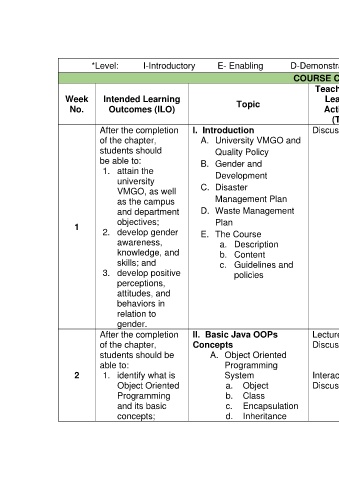 *Level: I-Introductory E- Enabling D-Demonstra
COURSE C
Week No.
Intended Learning Outcomes (ILO)
Topic
Teach
Lea
Acti
(T
1
After the completion
of the chapter,
students should
be able to:
1. attain the
university
VMGO, as well
as the campus
and department
objectives;
2. develop gender
awareness,
knowledge, and
skills; and
3. develop positive
perceptions,
attitudes, and
behaviors in
relation to
gender.
I. Introduction
A. University VMGO and
Quality Policy
B. Gender and
Development
C. Disaster
Management Plan
D. Waste Management
Plan
E. The Course
a. Description
b. Content
c. Guidelines and
policies
Discus
2
After the completion
of the chapter,
students should be
able to:
1. identify what is
Object Oriented
Programming
and its basic
concepts;
II. Basic Java OOPs
Concepts
A. Object Oriented
Programming
System
a. Object
b. Class
c. Encapsulation
d. Inheritance
Lecture
Discus
Interac
Discus